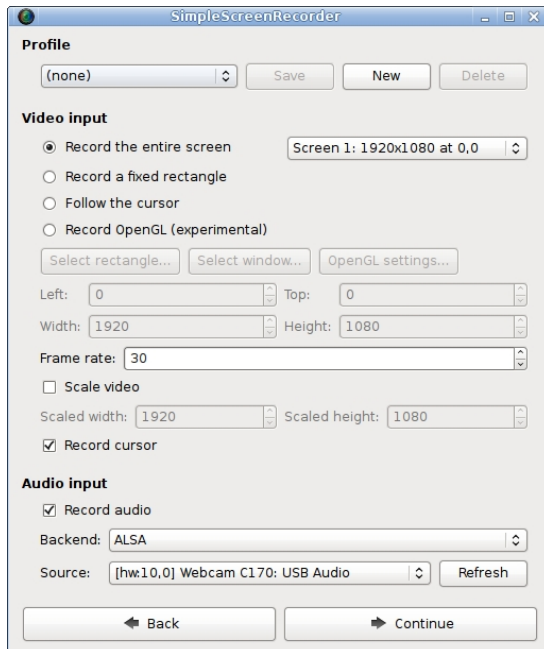 SimpleScreenRecorder
Profile
(none) Save New Delete
Video input
Record the entire screen Screen 1: 1920x1080 at 0,0
Record a fixed rectangle
Follow the cursor
Record OpenGL (experimental)
Select rectangle... Select window... OpenGL settings...
Left: 0 Top: 0
Width: 1920 Height: 1080
Frame rate: 30
Scale video
Scaled width: 1920 Scaled height: 1080
Record cursor
Audio input
Record audio
Backend: ALSA
Source: [hw:10,0] Webcam C170: USB Audio Refresh
Back Continue